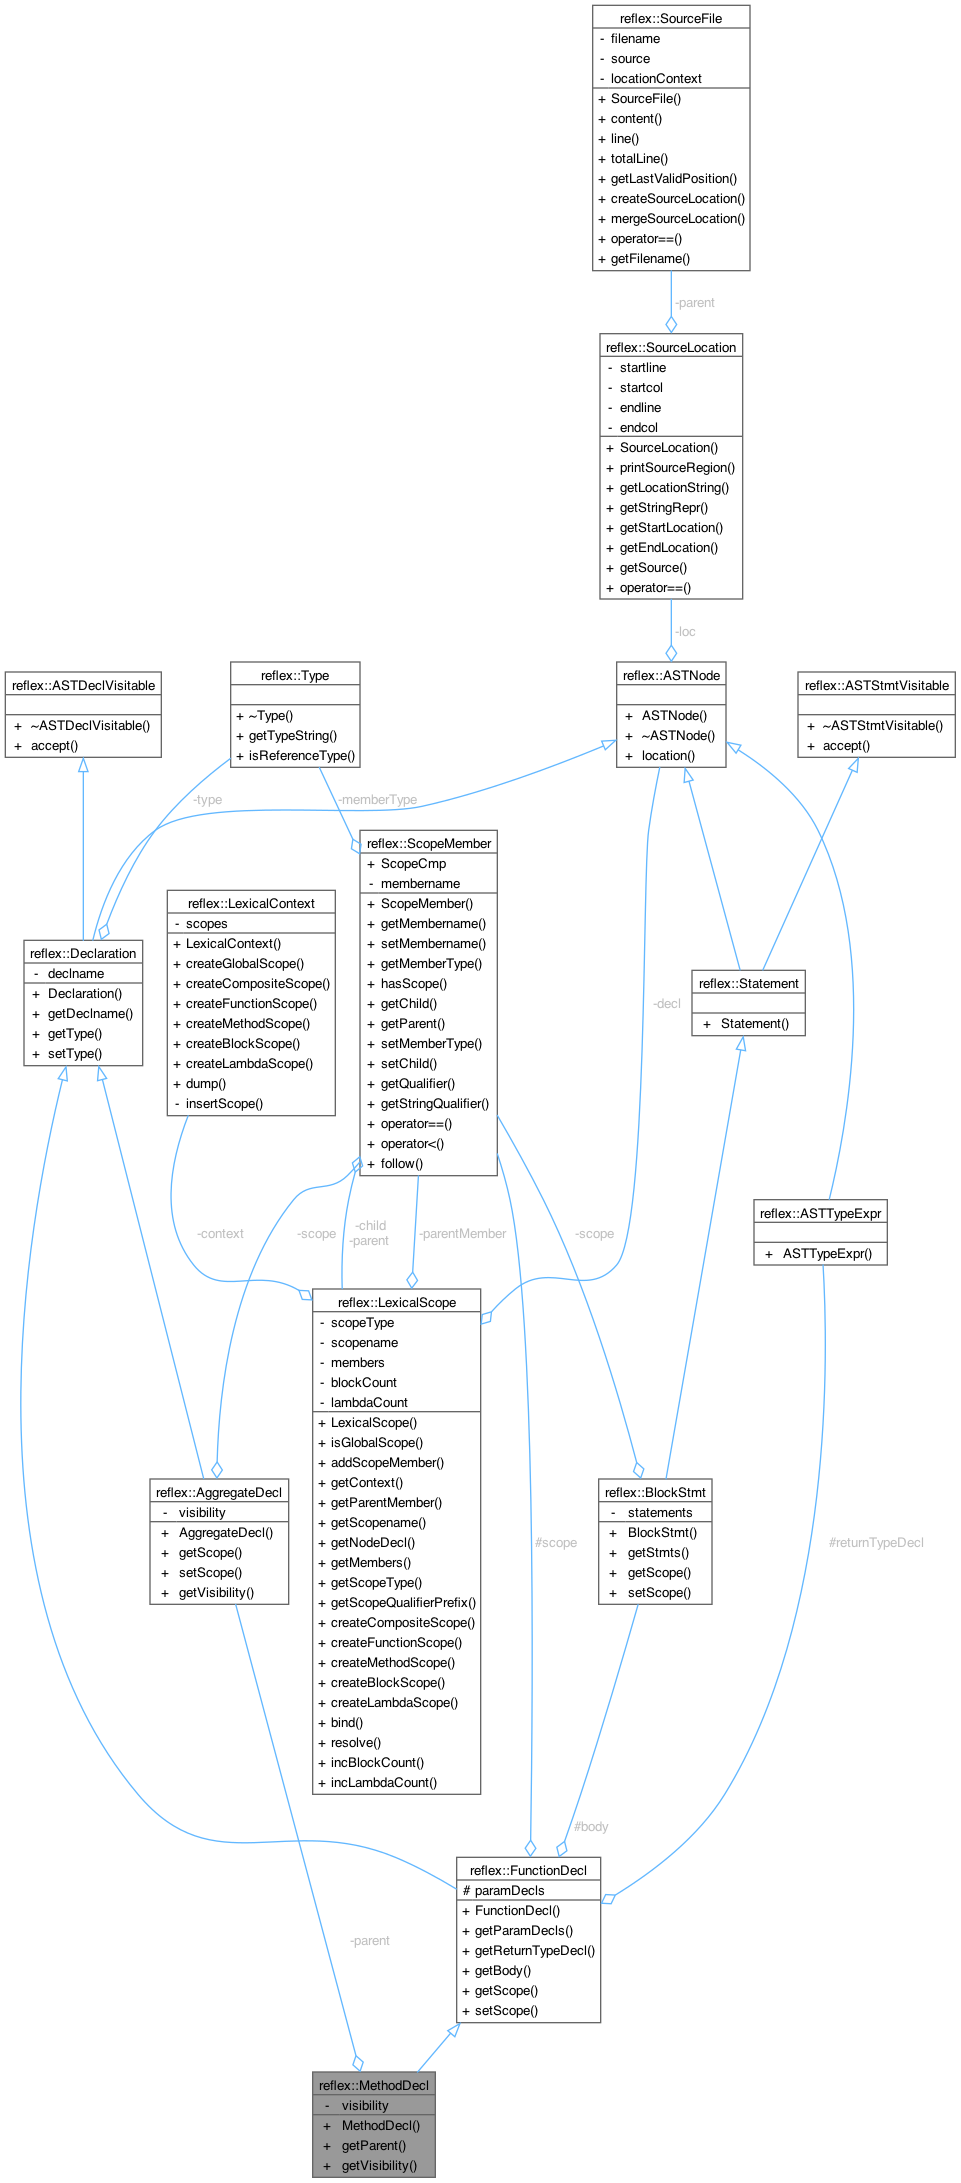 reflex::SourceFile
- filename
- source
- locationContext
+ SourceFile()
+ content()
+ line()
+ totalLine()
+ getLastValidPosition()
+ createSourceLocation()
+ mergeSourceLocation()
+ operator==()
+ getFilename()
-parent
reflex::SourceLocation
- startline
- startcol
- endline
- endcol
+ SourceLocation()
+ printSourceRegion()
+ getLocationString()
+ getStringRepr()
+ getStartLocation()
+ getEndLocation()
+ getSource()
+ operator==()
-loc
reflex::ASTDeclVisitable
+ ~ASTDeclVisitable()
+ accept()
reflex::Type
+ ~Type()
+ getTypeString()
+ isReferenceType()
reflex::ASTNode
+ ASTNode()
+ ~ASTNode()
+ location()
reflex::ASTStmtVisitable
+ ~ASTStmtVisitable()
+ accept()
-type
-memberType
reflex::ScopeMember
+ ScopeCmp
- membername
+ ScopeMember()
+ getMembername()
+ setMembername()
+ getMemberType()
+ hasScope()
+ getChild()
+ getParent()
+ setMemberType()
+ setChild()
+ getQualifier()
+ getStringQualifier()
+ operator==()
+ operator<()
+ follow()
reflex::LexicalContext
- scopes
+ LexicalContext()
+ createGlobalScope()
+ createCompositeScope()
+ createFunctionScope()
+ createMethodScope()
+ createBlockScope()
+ createLambdaScope()
+ dump()
- insertScope()
reflex::Declaration
- declname
+ Declaration()
+ getDeclname()
+ getType()
+ setType()
-decl
reflex::Statement
+ Statement()
reflex::ASTTypeExpr
+ ASTTypeExpr()
-context
-scope
-child
-parent
-parentMember
-scope
reflex::LexicalScope
- scopeType
- scopename
- members
- blockCount
- lambdaCount
+ LexicalScope()
+ isGlobalScope()
+ addScopeMember()
+ getContext()
+ getParentMember()
+ getScopename()
+ getNodeDecl()
+ getMembers()
+ getScopeType()
+ getScopeQualifierPrefix()
+ createCompositeScope()
+ createFunctionScope()
+ createMethodScope()
+ createBlockScope()
+ createLambdaScope()
+ bind()
+ resolve()
+ incBlockCount()
+ incLambdaCount()
reflex::AggregateDecl
- visibility
+ AggregateDecl()
+ getScope()
+ setScope()
+ getVisibility()
#scope
reflex::BlockStmt
- statements
+ BlockStmt()
+ getStmts()
+ getScope()
+ setScope()
#returnTypeDecl
#body
reflex::FunctionDecl
# paramDecls
+ FunctionDecl()
+ getParamDecls()
+ getReturnTypeDecl()
+ getBody()
+ getScope()
+ setScope()
-parent
reflex::MethodDecl
- visibility
+ MethodDecl()
+ getParent()
+ getVisibility()